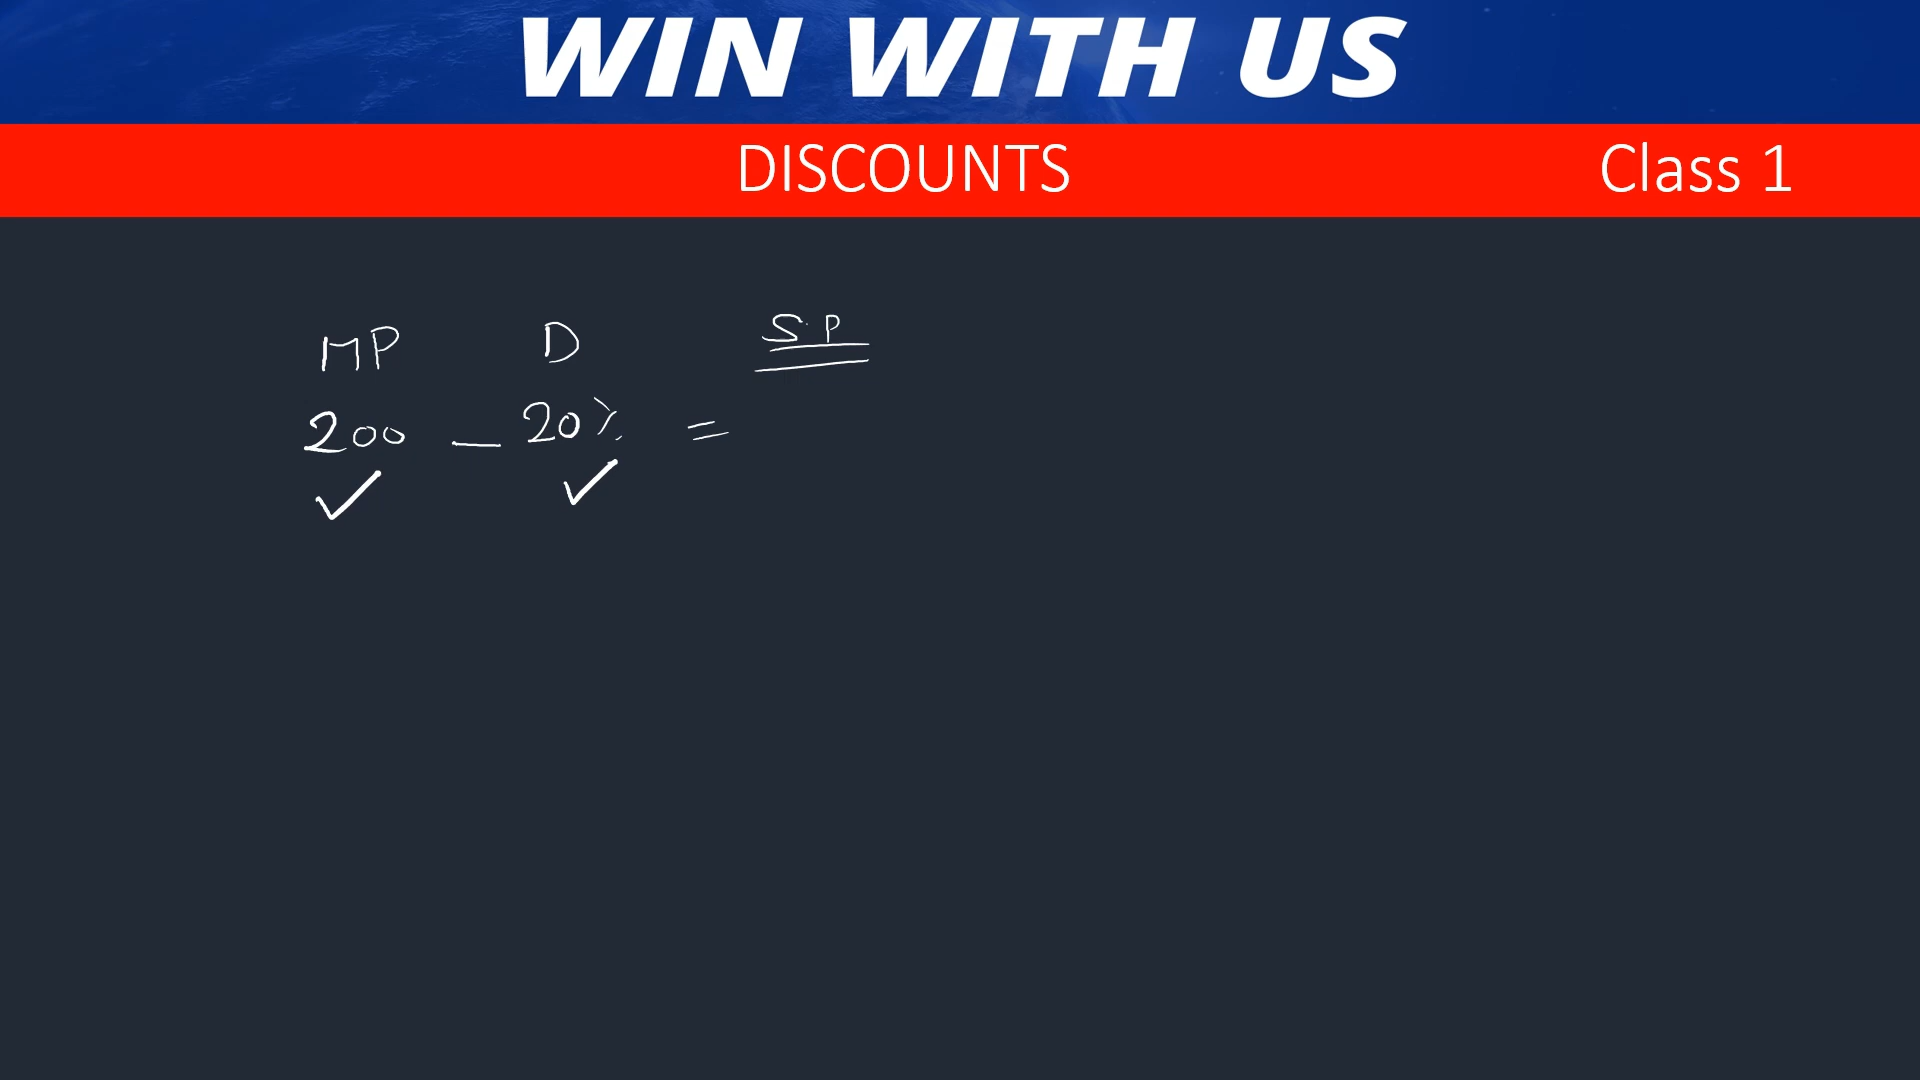 WIN WITH US
DISCOUNTS Class 1
MP D S.P
200 — 20% =